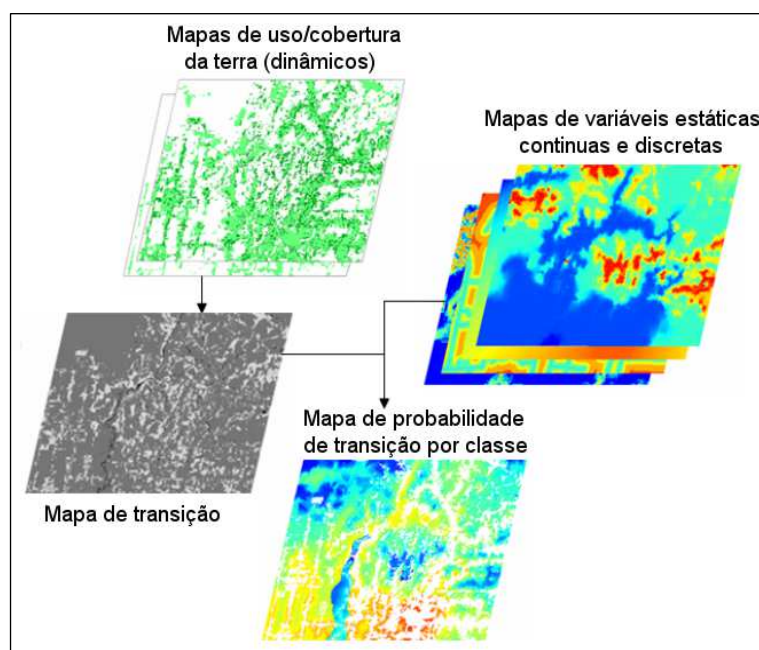 Mapas de uso/cobertura
da terra (dinâmicos)
Mapas de variáveis estáticas
continuas e discretas
Mapa de probabilidade
de transição por classe
Mapa de transição